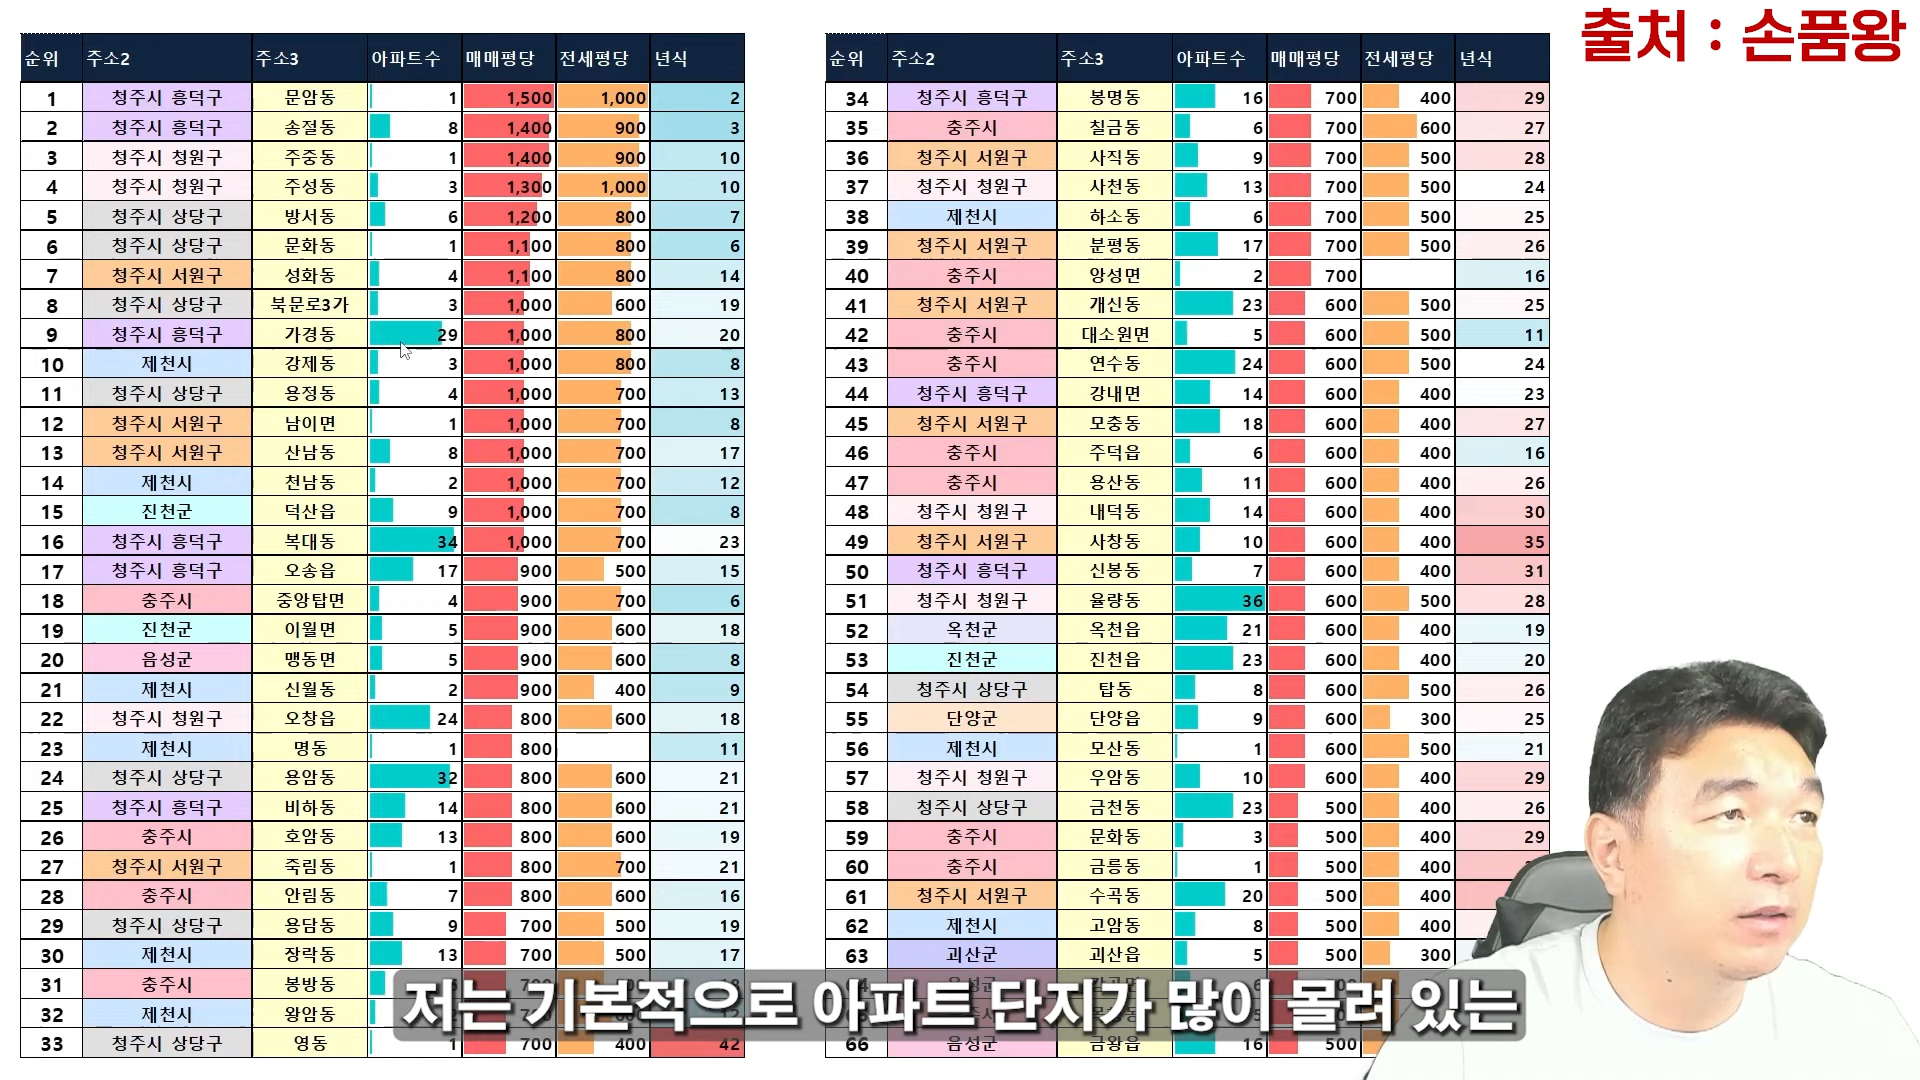 출처 : 손품왕
순위 주소2 주소3 아파트수 매매평당 전세평당 년식
1 청주시 흥덕구 문암동 1 1,500 1,000 2
2 청주시 흥덕구 송절동 8 1,400 900 3
3 청주시 청원구 주중동 1 1,400 900 10
4 청주시 청원구 주성동 3 1,300 1,000 10
5 청주시 상당구 방서동 6 1,200 800 7
6 청주시 상당구 문화동 1 1,100 800 6
7 청주시 서원구 성화동 4 1,100 800 14
8 청주시 상당구 북문로3가 3 1,000 600 19
9 청주시 흥덕구 가경동 29 1,000 800 20
10 제천시 강제동 3 1,000 800 8
11 청주시 상당구 용정동 4 1,000 700 13
12 청주시 서원구 남이면 1 1,000 700 8
13 청주시 서원구 산남동 8 1,000 700 17
14 제천시 천남동 2 1,000 700 12
15 진천군 덕산읍 9 1,000 700 8
16 청주시 흥덕구 복대동 34 1,000 700 23
17 청주시 흥덕구 오송읍 17 900 500 15
18 충주시 중앙탑면 4 900 700 6
19 진천군 이월면 5 900 600 18
20 음성군 맹동면 5 900 600 8
21 제천시 신월동 2 900 400 9
22 청주시 청원구 오창읍 24 800 600 18
23 제천시 명동 1 800 11
24 청주시 상당구 용암동 32 800 600 21
25 청주시 흥덕구 비하동 14 800 600 21
26 충주시 호암동 13 800 600 19
27 청주시 서원구 죽림동 1 800 700 21
28 충주시 안림동 7 800 600 16
29 청주시 상당구 용담동 9 700 500 19
30 제천시 장락동 13 700 500 17
31 충주시 봉방동
32 제천시 왕암동
33 청주시 상당구 영동 1 700 400 42
순위 주소2 주소3 아파트수 매매평당 전세평당 년식
34 청주시 흥덕구 봉명동 16 700 400 29
35 충주시 칠금동 6 700 600 27
36 청주시 서원구 사직동 9 700 500 28
37 청주시 청원구 사천동 13 700 500 24
38 제천시 하소동 6 700 500 25
39 청주시 서원구 분평동 17 700 500 26
40 충주시 앙성면 2 700 16
41 청주시 서원구 개신동 23 600 500 25
42 충주시 대소원면 5 600 500 11
43 충주시 연수동 24 600 500 24
44 청주시 흥덕구 강내면 14 600 400 23
45 청주시 서원구 모충동 18 600 400 27
46 충주시 주덕읍 6 600 400 16
47 충주시 용산동 11 600 400 26
48 청주시 청원구 내덕동 14 600 400 30
49 청주시 서원구 사창동 10 600 400 35
50 청주시 흥덕구 신봉동 7 600 400 31
51 청주시 청원구 율량동 36 600 500 28
52 옥천군 옥천읍 21 600 400 19
53 진천군 진천읍 23 600 400 20
54 청주시 상당구 탑동 8 600 500 26
55 단양군 단양읍 9 600 300 25
56 제천시 모산동 1 600 500 21
57 청주시 청원구 우암동 10 600 400 29
58 청주시 상당구 금천동 23 500 400 26
59 충주시 문화동 3 500 400 29
60 충주시 금릉동 1 500 400
61 청주시 서원구 수곡동 20 500 400
62 제천시 고암동 8 500 400
63 괴산군 괴산읍 5 500 300
66 음성군 금왕읍 16 500
저는 기본적으로 아파트 단지가 많이 몰려 있는